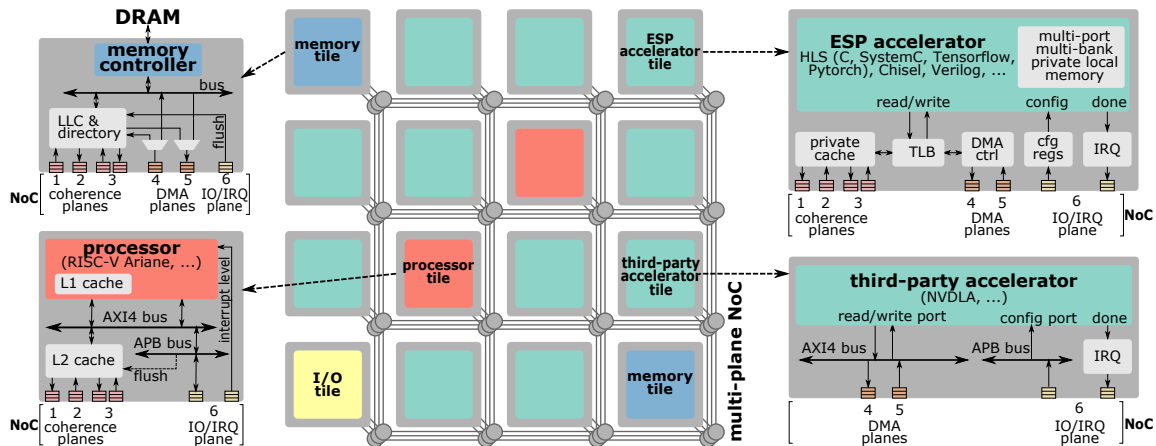 DRAM
memory
controller
bus
LLC &
directory
flush
1 2 3 4 5 6
NoC
coherence
planes
DMA
planes
IO/IRQ
plane
processor
(RISC-V Ariane, ...)
L1 cache
interrupt level
AXI4 bus
L2 cache
APB bus
flush
1 2 3 6
NoC
coherence
planes
IO/IRQ
plane
memory
tile
ESP
accelerator
tile
processor
tile
third-party
accelerator
tile
I/O
tile
memory
tile
multi-plane NoC
ESP accelerator
HLS (C, SystemC, Tensorflow,
Pytorch), Chisel, Verilog, ...
multi-port
multi-bank
private local
memory
read/write
config
done
private
cache
TLB
DMA
ctrl
cfg
regs
IRQ
1 2 3 4 5 6
coherence
planes
DMA
planes
IO/IRQ
plane
NoC
third-party accelerator
(NVDLA, ...)
read/write port
config port
done
AXI4 bus
APB bus
IRQ
4 5 6
DMA
planes
IO/IRQ
plane
NoC